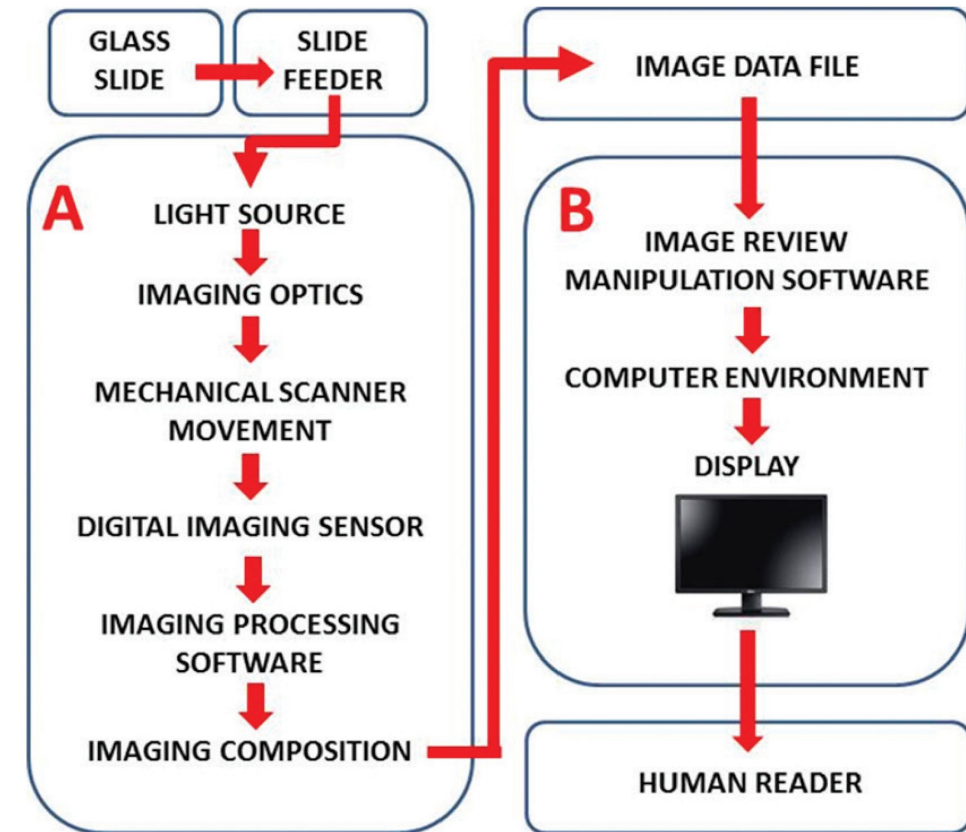 GLASS
SLIDE
SLIDE
FEEDER
A
LIGHT SOURCE
IMAGING OPTICS
MECHANICAL SCANNER
MOVEMENT
DIGITAL IMAGING SENSOR
IMAGING PROCESSING
SOFTWARE
IMAGING COMPOSITION
IMAGE DATA FILE
B
IMAGE REVIEW
MANIPULATION SOFTWARE
COMPUTER ENVIRONMENT
DISPLAY
HUMAN READER